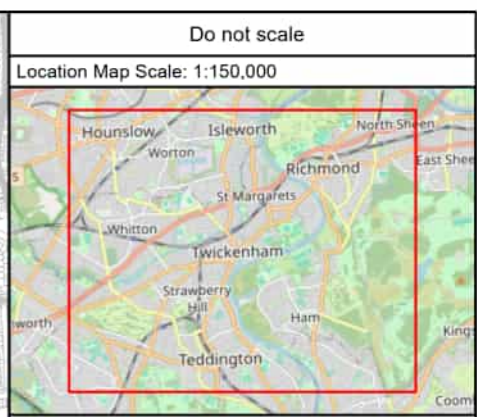 Do not scale
Location Map Scale: 1:150,000
Hounslow
Isleworth
North Sheen
Worton
East Shee
Richmond
St Margarets
Whitton
Twickenham
Strawberry
Hill
Ham
worth
Kings
Teddington
Coom